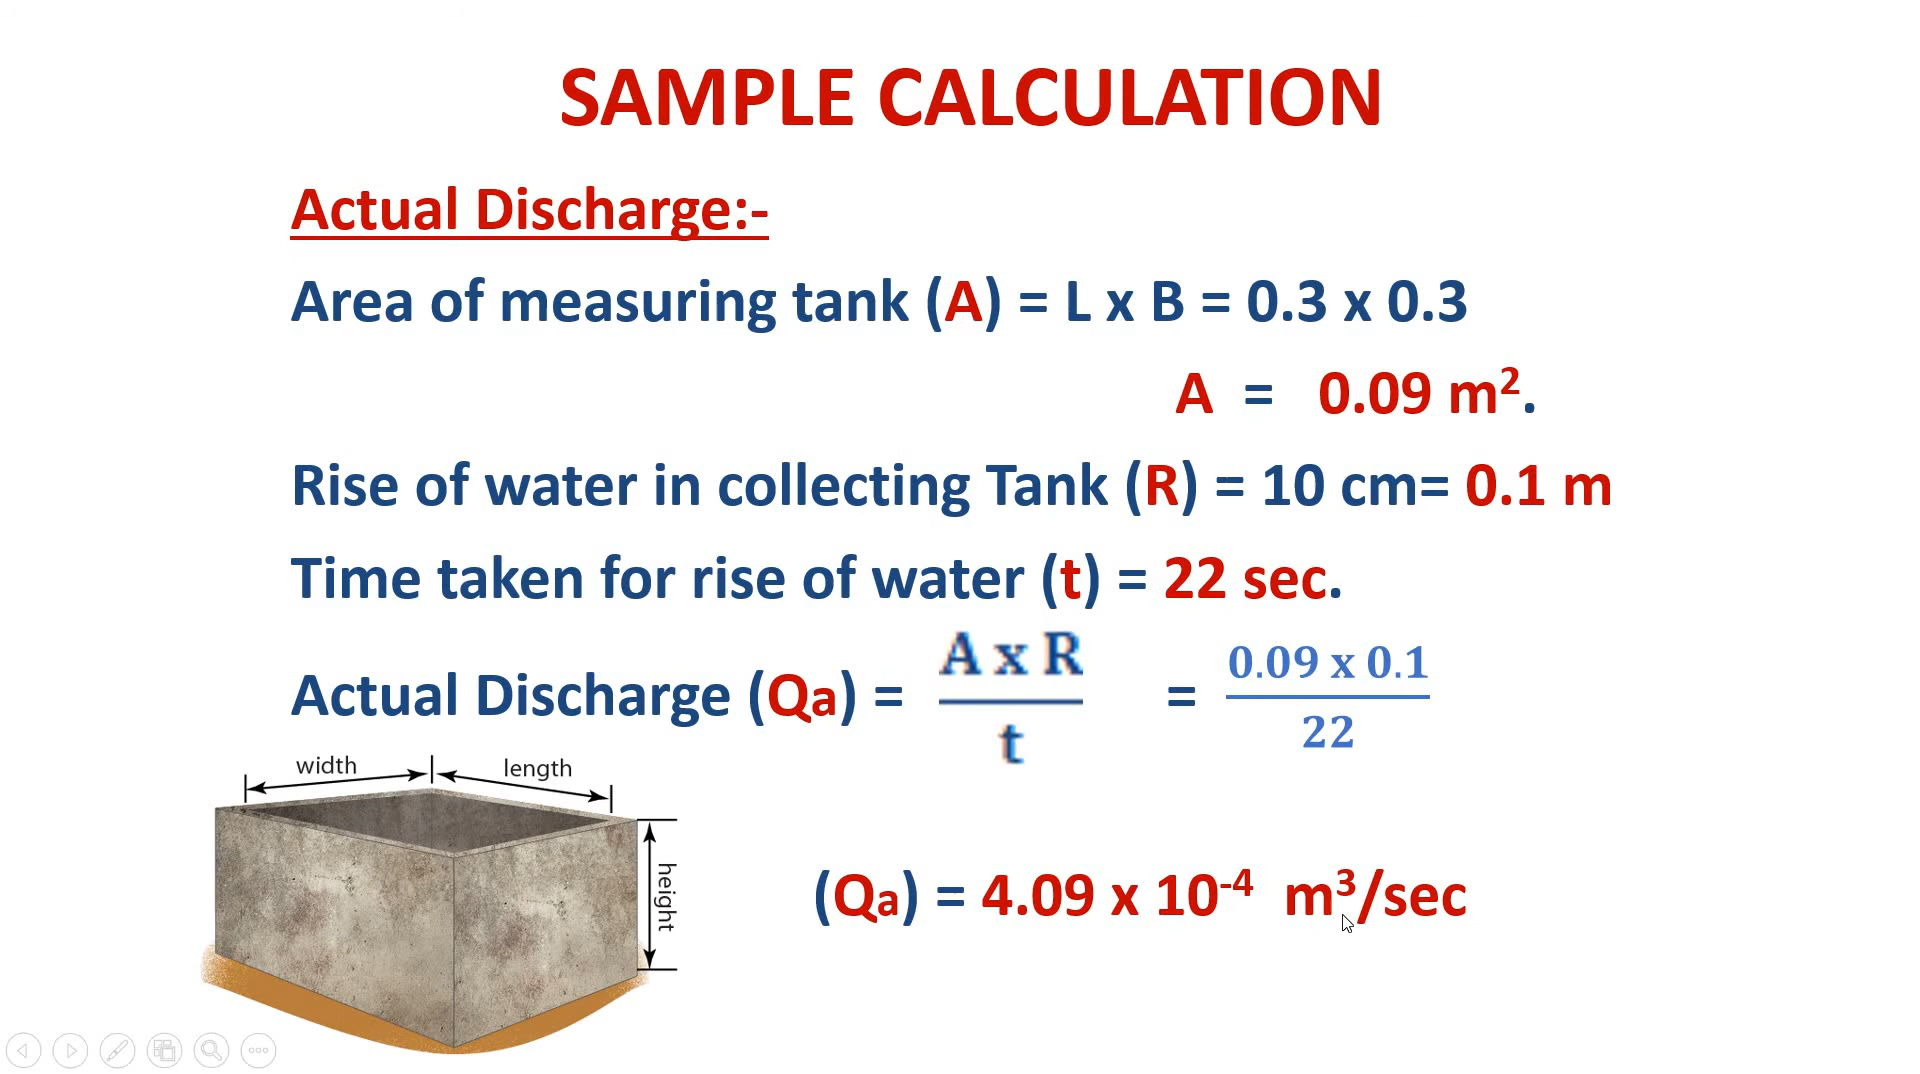 SAMPLE CALCULATION
Actual Discharge:-
Area of measuring tank (A) = L x B = 0.3 x 0.3
A = 0.09 m².
Rise of water in collecting Tank (R) = 10 cm= 0.1 m
Time taken for rise of water (t) = 22 sec.
A x R
0.09 x 0.1
Actual Discharge (Qa) = =
t
22
width
length
height
(Qa) = 4.09 x 10⁻⁴ m³/sec